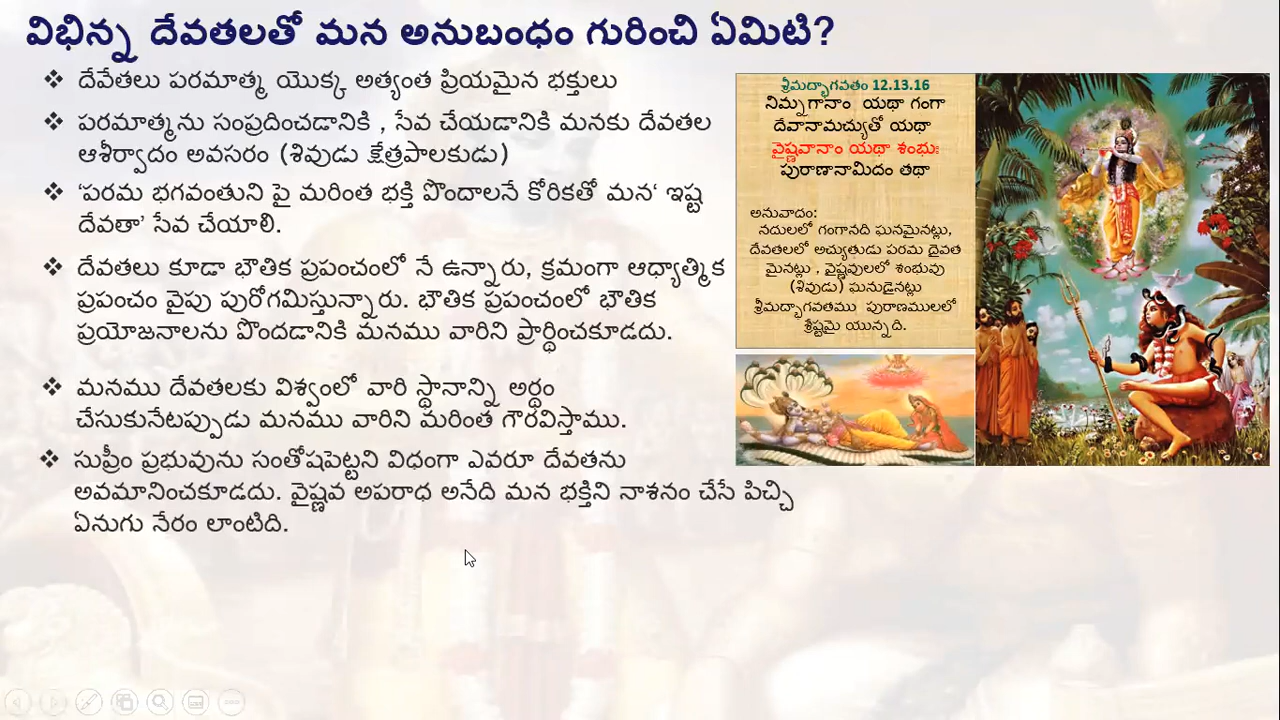 విభిన్న దేవతలతో మన అనుబంధం గురించి ఏమిటి?
❖ దేవేతలు పరమాత్మ యొక్క అత్యంత ప్రియమైన భక్తులు
❖ పరమాత్మను సంప్రదించడానికి , సేవ చేయడానికి మనకు దేవతల
ఆశీర్వాదం అవసరం (శివుడు క్షేత్రపాలకుడు)
❖ ‘పరమ భగవంతుని పై మరింత భక్తి పొందాలనే కోరికతో మన‘ ఇష్ట
దేవతా’ సేవ చేయాలి.
❖ దేవతలు కూడా భౌతిక ప్రపంచంలో నే ఉన్నారు, క్రమంగా ఆధ్యాత్మిక
ప్రపంచం వైపు పురోగమిస్తున్నారు. భౌతిక ప్రపంచంలో భౌతిక
ప్రయోజనాలను పొందడానికి మనము వారిని ప్రార్థించకూడదు.
❖ మనము దేవతలకు విశ్వంలో వారి స్థానాన్ని అర్థం
చేసుకునేటప్పుడు మనము వారిని మరింత గౌరవిస్తాము.
❖ సుప్రీం ప్రభువును సంతోషపెట్టని విధంగా ఎవరూ దేవతను
అవమానించకూడదు. వైష్ణవ అపరాధ అనేది మన భక్తిని నాశనం చేసే పిచ్చి
ఏనుగు నేరం లాంటిది.
శ్రీమద్భాగవతం 12.13.16
నిమ్నగానాం యథా గంగా
దేవానామచ్యుతో యథా
వైష్ణవానాం యథా శంభుః
పురాణానామిదం తథా
అనువాదం:
నదులలో గంగానది ఘనమైనట్లు,
దేవతలలో అచ్యుతుడు పరమ దైవత
మైనట్లు , వైష్ణవులలో శంభువు
(శివుడు) ఘనుడైనట్లు
శ్రీమద్భాగవతము పురాణములలో
శ్రేష్టమై యున్నది.